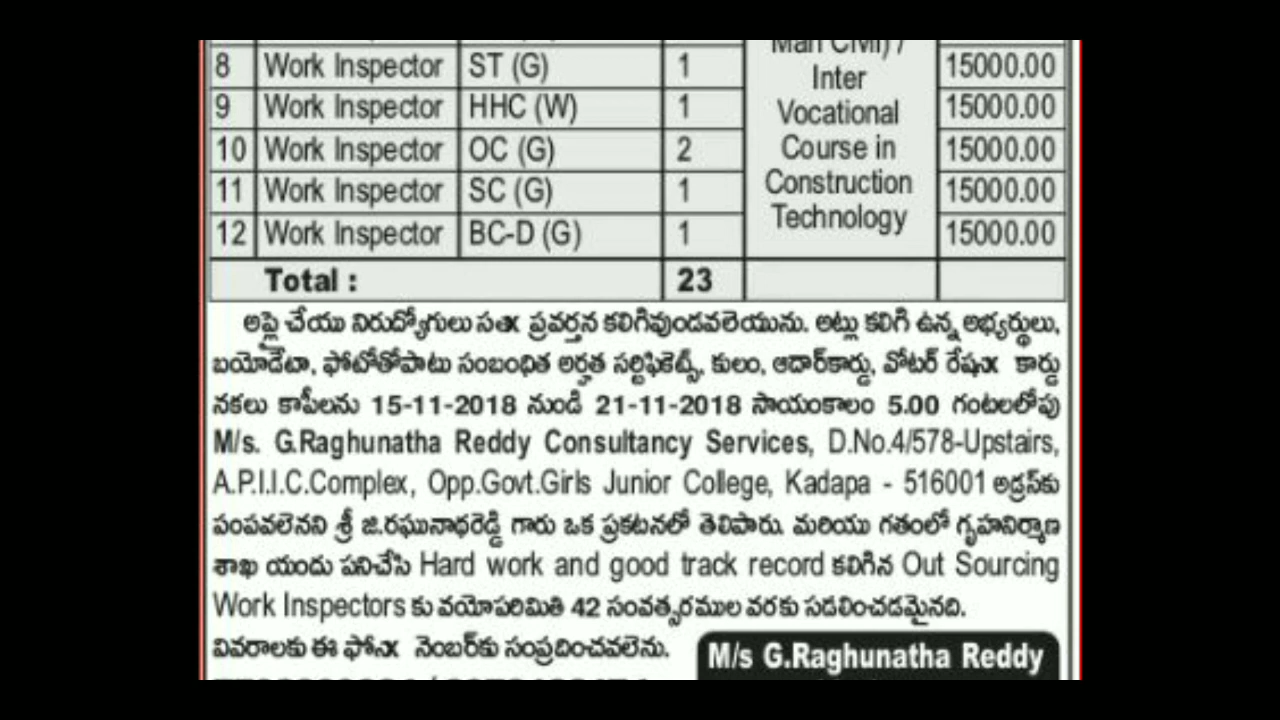 Man Civil) /
8 Work Inspector ST (G) 1 15000.00
Inter
9 Work Inspector HHC (W) 1 15000.00
Vocational
10 Work Inspector OC (G) 2 15000.00
Course in
11 Work Inspector SC (G) 1 15000.00
Construction
12 Work Inspector BC-D (G) 1 15000.00
Technology
Total : 23
అప్లై చేయు నిరుద్యోగులు సత్x ప్రవర్తన కలిగివుండవలెయును. అట్లు కలిగి ఉన్న అభ్యర్థులు,
బయోడేటా, ఫోటోతోపాటు సంబంధిత అర్హత సర్టిఫికెట్స్, కులం, ఆదార్‌కార్డు, వోటర్ రేషన్x కార్డు
నకలు కాపీలను 15-11-2018 నుండి 21-11-2018 సాయంకాలం 5.00 గంటలలోపు
M/s. G.Raghunatha Reddy Consultancy Services, D.No.4/578-Upstairs,
A.P.I.I.C.Complex, Opp.Govt.Girls Junior College, Kadapa - 516001 అడ్రస్‌కు
పంపవలెనని శ్రీ జి.రఘునాథరెడ్డి గారు ఒక ప్రకటనలో తెలిపారు. మరియు గతంలో గృహనిర్మాణ
శాఖ యందు పనిచేసి Hard work and good track record కలిగిన Out Sourcing
Work Inspectors కు వయోపరిమితి 42 సంవత్సరముల వరకు సడలించడమైనది.
వివరాలకు ఈ ఫోన్x నెంబర్‌కు సంప్రదించవలెను.
M/s G.Raghunatha Reddy